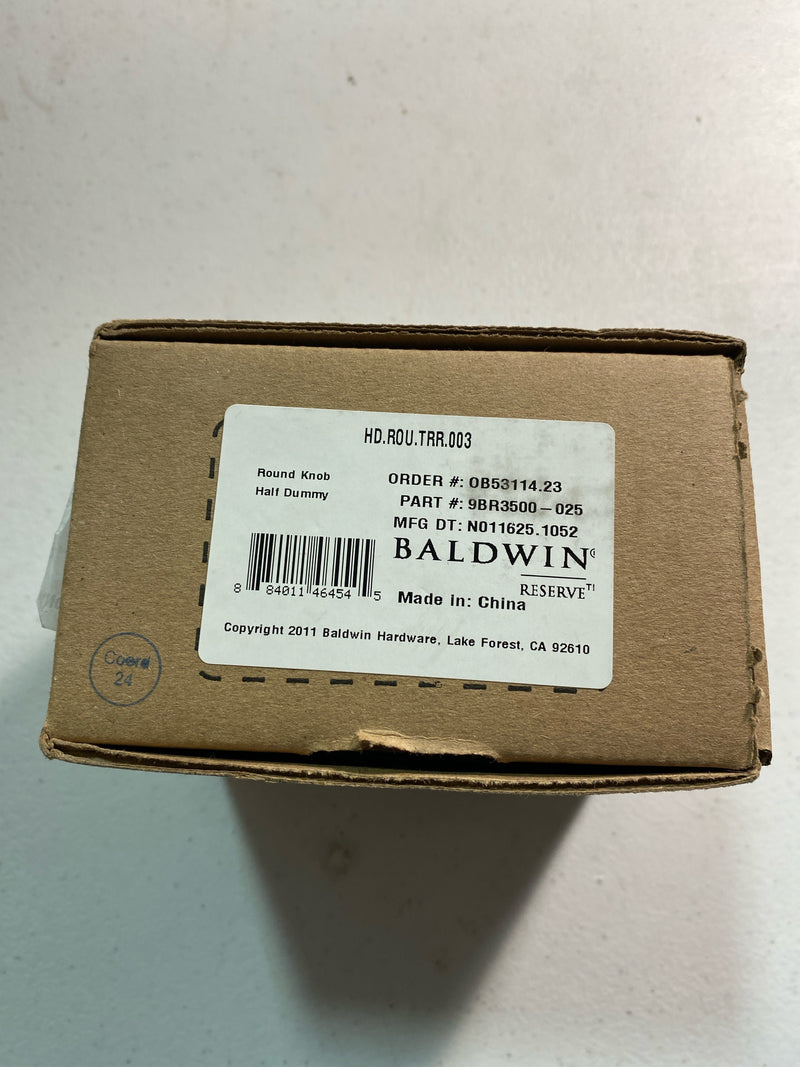 HD.ROU.TRR.003
Round Knob
Half Dummy
ORDER #: OB53114.23
PART #: 9BR3500-025
MFG DT: N011625.1052
BALDWIN®
RESERVE™
8 84011 46454 5
Made in: China
Copyright 2011 Baldwin Hardware, Lake Forest, CA 92610
24